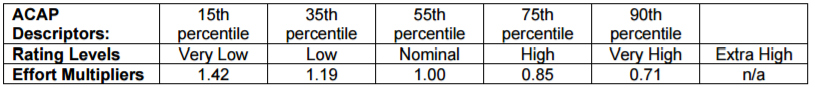 ACAP 15th 35th 55th 75th 90th
Descriptors: percentile percentile percentile percentile percentile
Rating Levels Very Low Low Nominal High Very High Extra High
Effort Multipliers 1.42 1.19 1.00 0.85 0.71 n/a